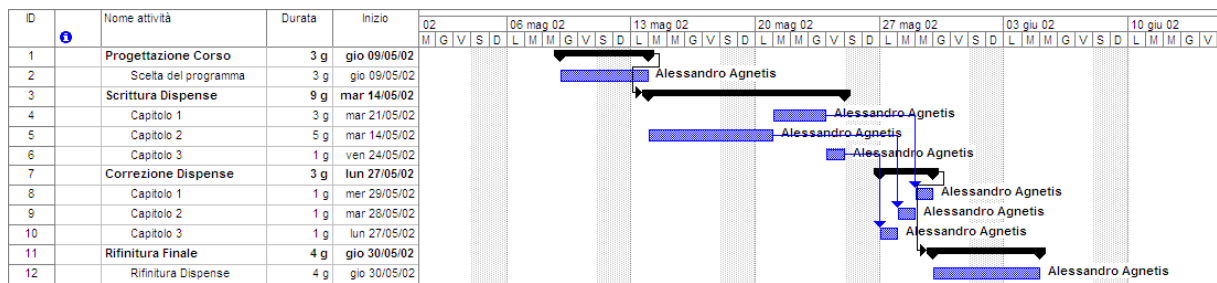 ID Nome attività Durata Inizio 02 06 mag 02 13 mag 02 20 mag 02 27 mag 02 03 giu 02 10 giu 02
M G V S D L M M G V S D L M M G V S D L M M G V S D L M M G V S D L M M G V S D L M M G V
1 Progettazione Corso 3 g gio 09/05/02
2 Scelta del programma 3 g gio 09/05/02 Alessandro Agnetis
3 Scrittura Dispense 9 g mar 14/05/02
4 Capitolo 1 3 g mar 21/05/02 Alessandro Agnetis
5 Capitolo 2 5 g mar 14/05/02 Alessandro Agnetis
6 Capitolo 3 1 g ven 24/05/02 Alessandro Agnetis
7 Correzione Dispense 3 g lun 27/05/02
8 Capitolo 1 1 g mer 29/05/02 Alessandro Agnetis
9 Capitolo 2 1 g mar 28/05/02 Alessandro Agnetis
10 Capitolo 3 1 g lun 27/05/02 Alessandro Agnetis
11 Rifinitura Finale 4 g gio 30/05/02
12 Rifinitura Dispense 4 g gio 30/05/02 Alessandro Agnetis